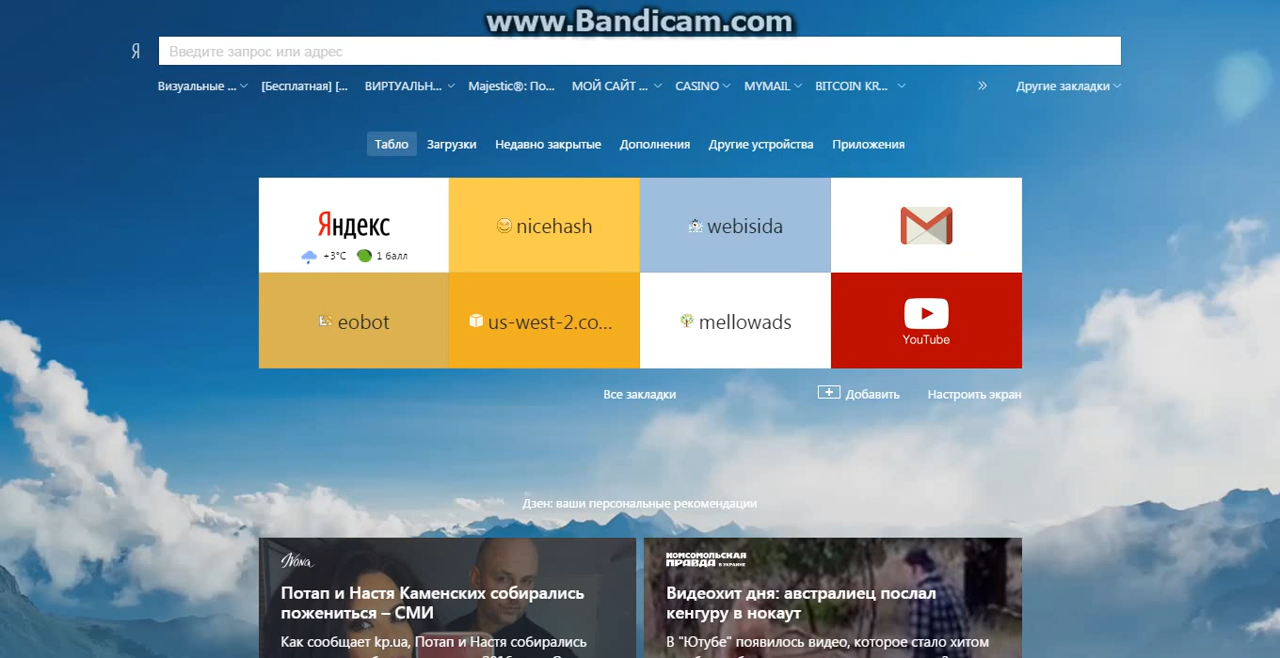 www.Bandicam.com
Я
Введите запрос или адрес
Визуальные ...
[Бесплатная] [...
ВИРТУАЛЬН...
Majestic®: По...
МОЙ САЙТ ...
CASINO
MYMAIL
BITCOIN KR...
Другие закладки
Табло
Загрузки
Недавно закрытые
Дополнения
Другие устройства
Приложения
Яндекс
+3°C 1 балл
nicehash
webisida
eobot
us-west-2.co...
mellowads
YouTube
Все закладки
Добавить
Настроить экран
Дзен: ваши персональные рекомендации
Nona
Потап и Настя Каменских собирались
пожениться – СМИ
Как сообщает kp.ua, Потап и Настя собирались
КОМСОМОЛЬСКАЯ
ПРАВДА В УКРАИНЕ
Видеохит дня: австралиец послал
кенгуру в нокаут
В "Ютубе" появилось видео, которое стало хитом